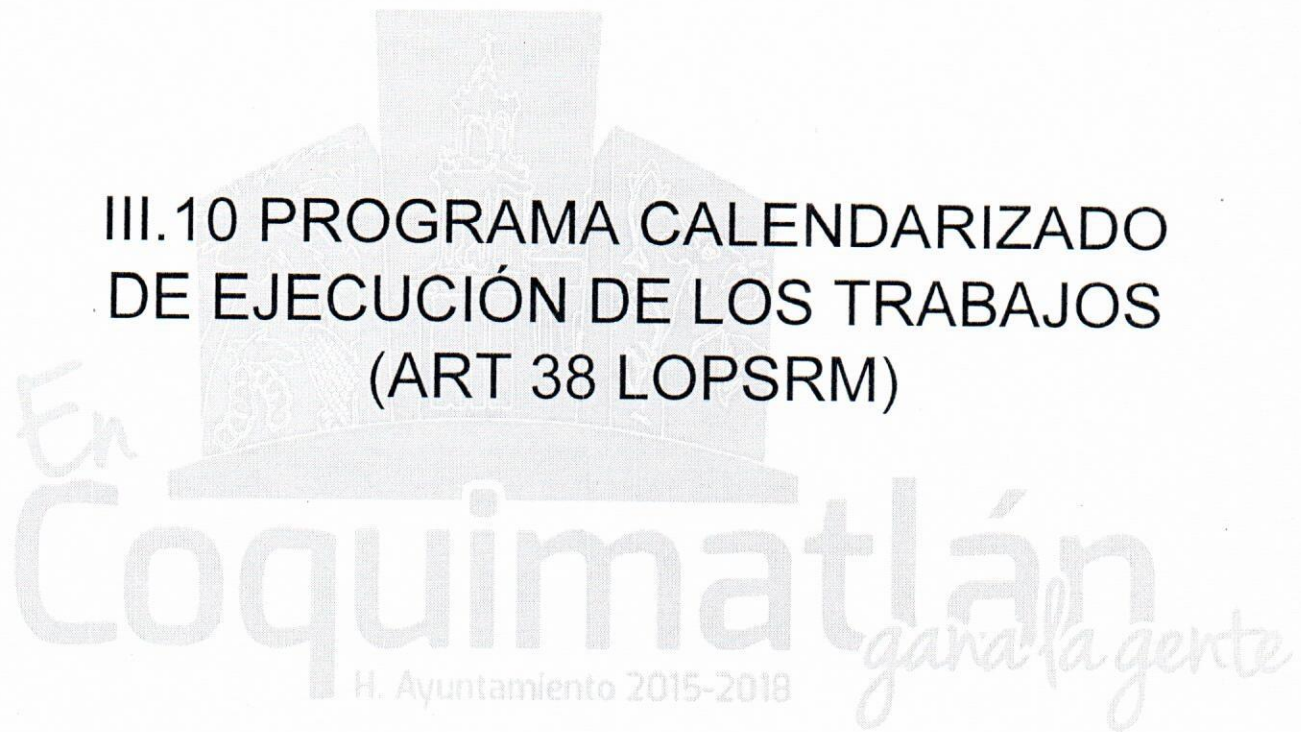 III.10 PROGRAMA CALENDARIZADO
DE EJECUCIÓN DE LOS TRABAJOS
(ART 38 LOPSRM)
En
Coquimatlán
gana la gente
H. Ayuntamiento 2015-2018